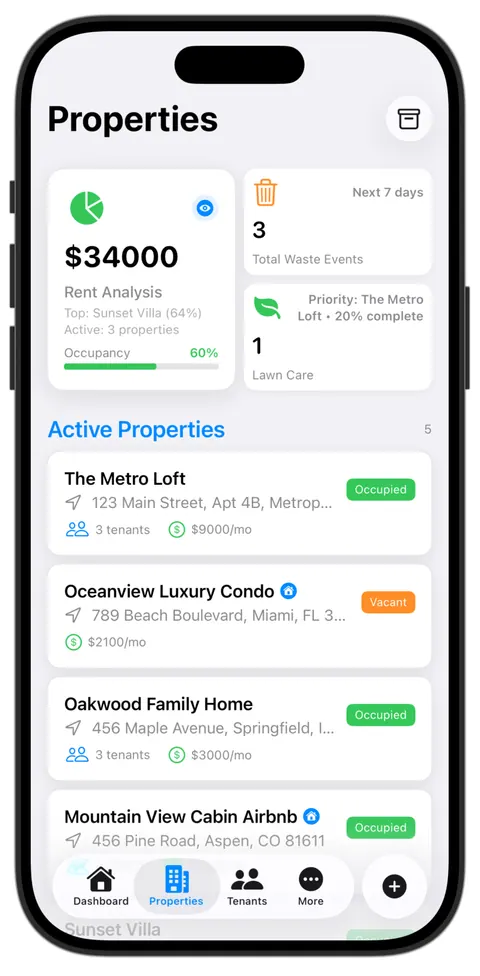 Properties
$34000
Rent Analysis
Top: Sunset Villa (64%)
Active: 3 properties
Occupancy 60%
Next 7 days
3
Total Waste Events
Priority: The Metro
Loft • 20% complete
1
Lawn Care
Active Properties 5
The Metro Loft
Occupied
123 Main Street, Apt 4B, Metrop...
3 tenants $9000/mo
Oceanview Luxury Condo
Vacant
789 Beach Boulevard, Miami, FL 3...
$2100/mo
Oakwood Family Home
Occupied
456 Maple Avenue, Springfield, I...
3 tenants $3000/mo
Mountain View Cabin Airbnb
Occupied
456 Pine Road, Aspen, CO 81611
Dashboard Properties Tenants More
Sunset Villa